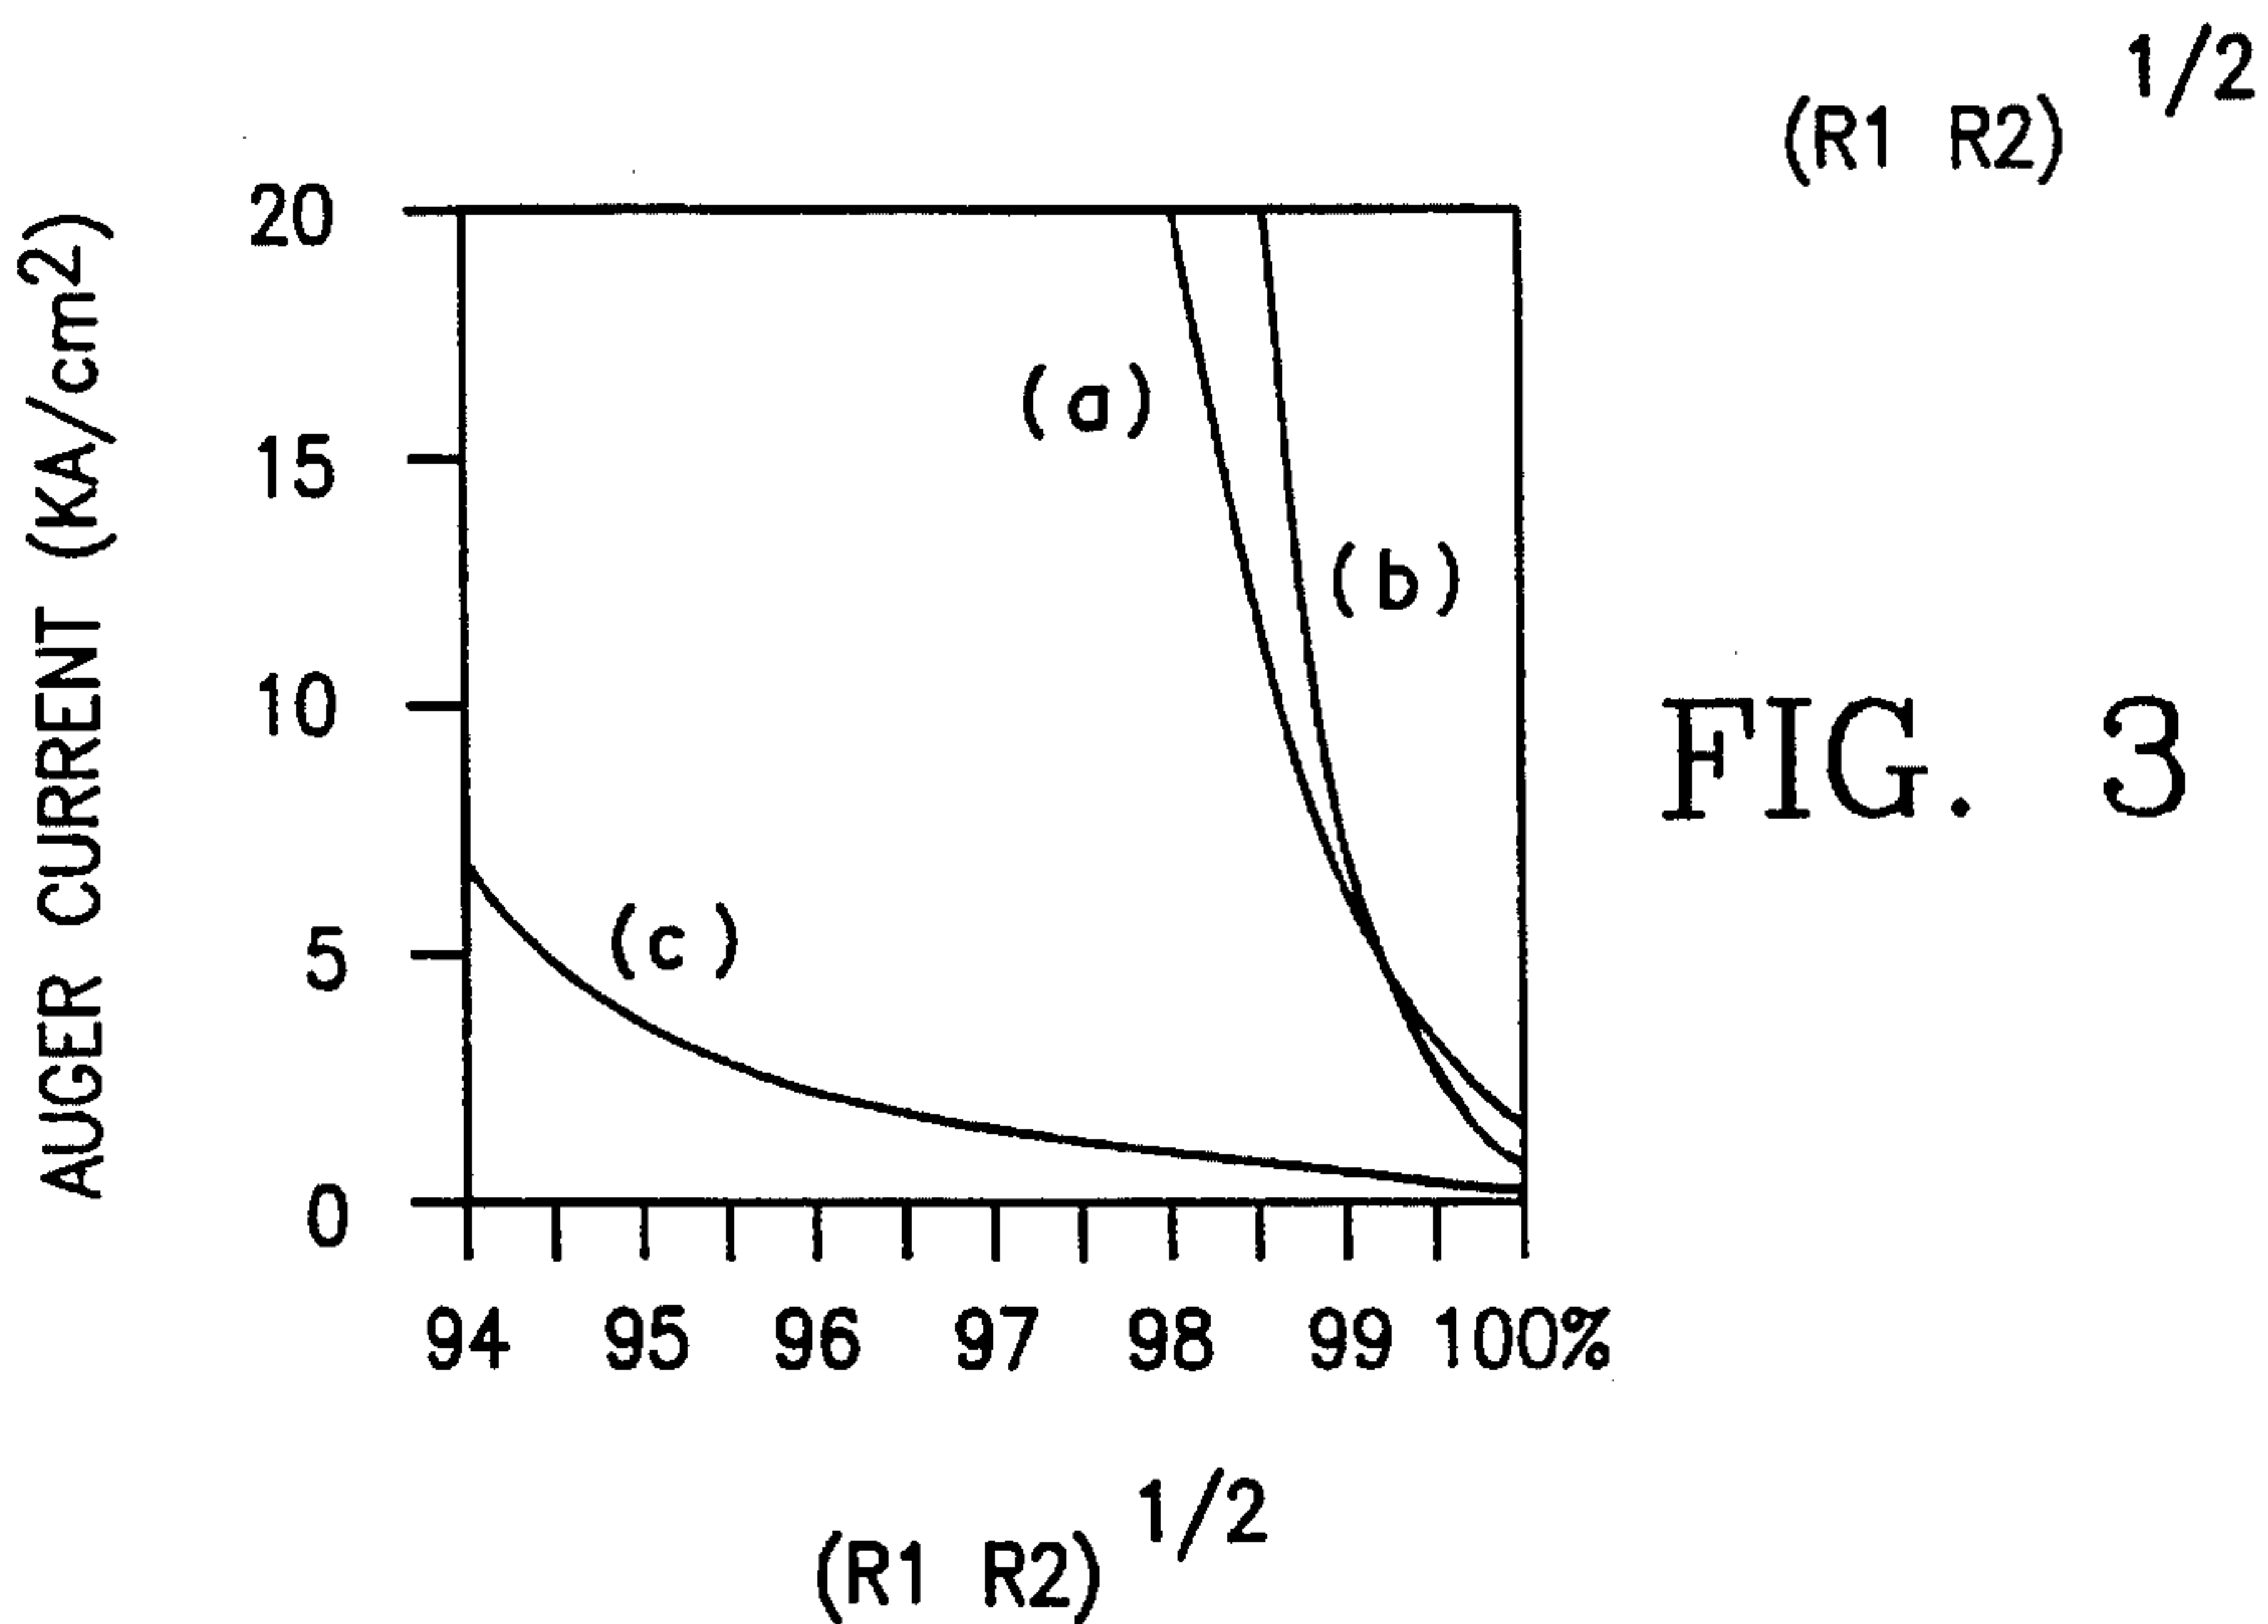 (R1 R2) 1/2
AUGER CURRENT (KA/cm2)
20
15
10
5
0
(a)
(b)
(c)
94 95 96 97 98 99 100%
(R1 R2) 1/2
FIG. 3